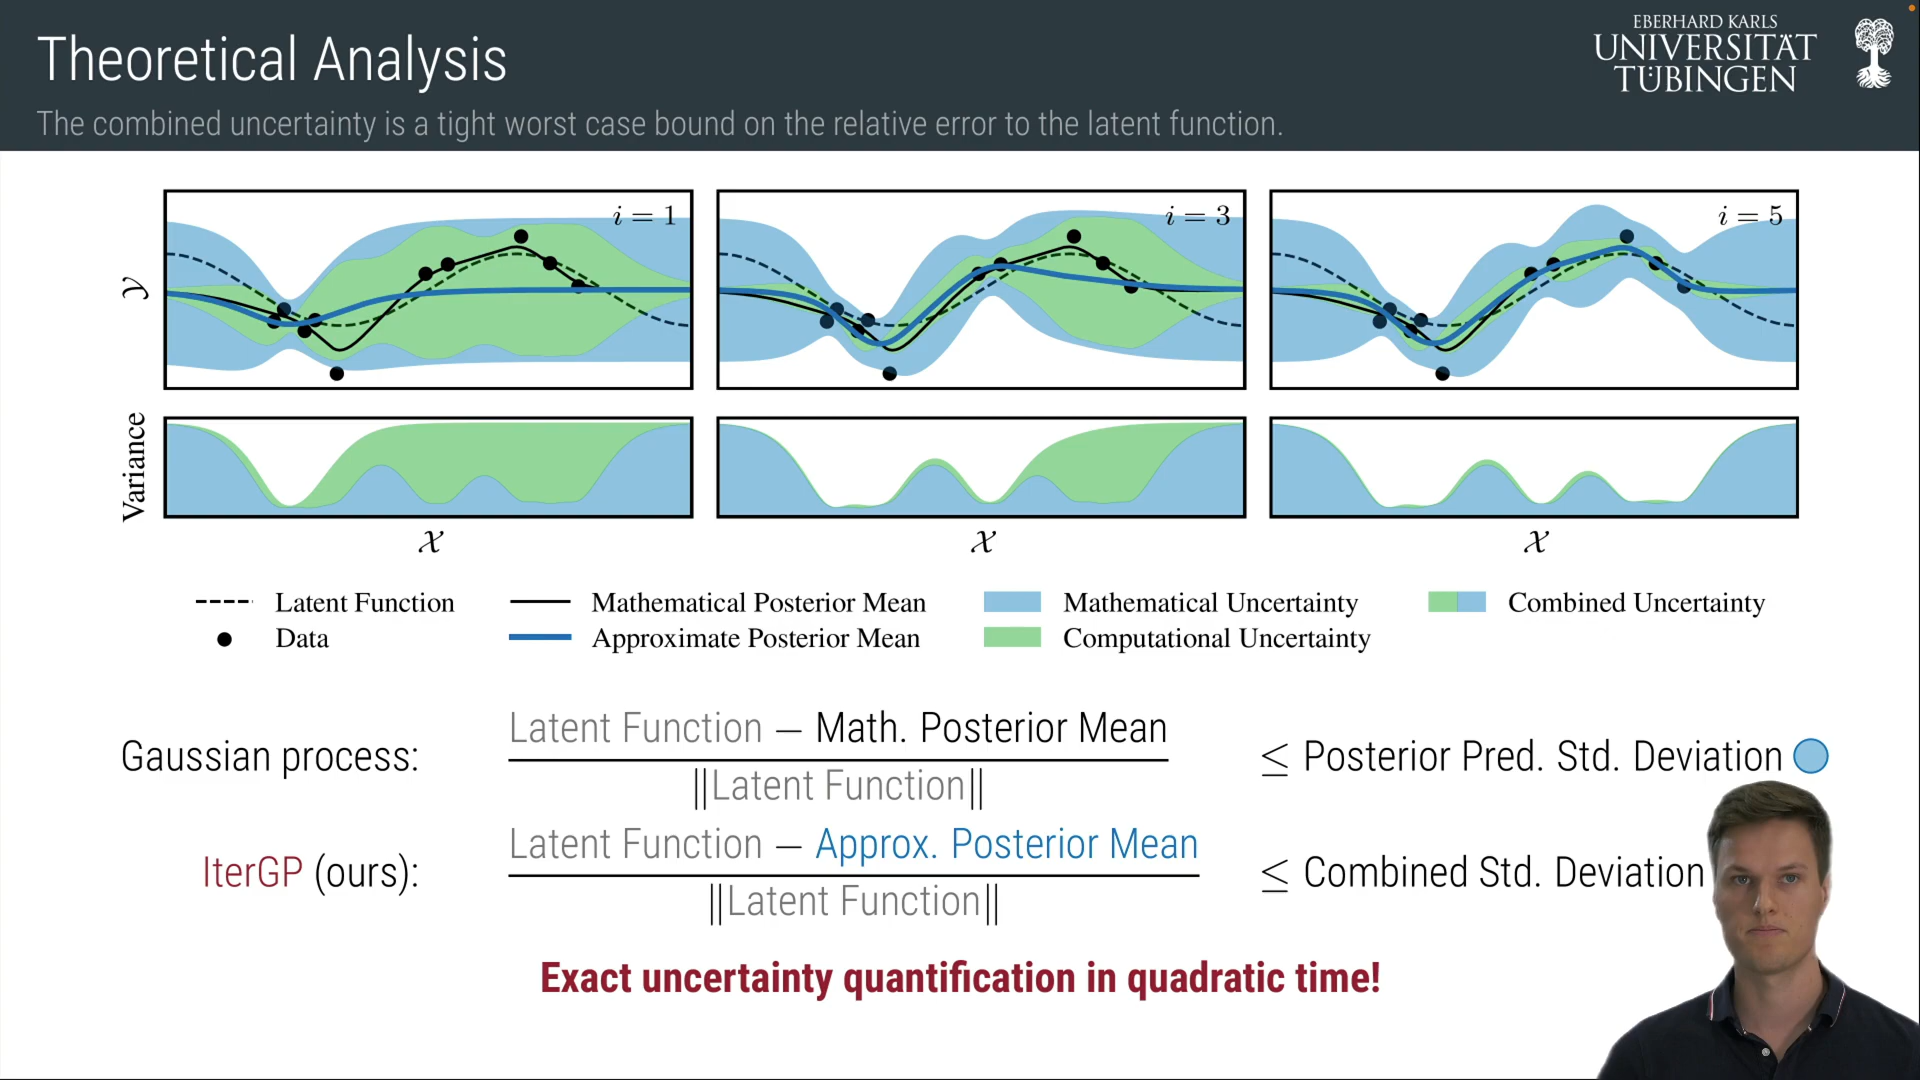 Theoretical Analysis
The combined uncertainty is a tight worst case bound on the relative error to the latent function.
EBERHARD KARLS
UNIVERSITÄT
TÜBINGEN
i = 1
i = 3
i = 5
𝒴
Variance
𝒳
𝒳
𝒳
Latent Function
Mathematical Posterior Mean
Mathematical Uncertainty
Combined Uncertainty
Data
Approximate Posterior Mean
Computational Uncertainty
Latent Function − Math. Posterior Mean
Gaussian process:
≤ Posterior Pred. Std. Deviation
||Latent Function||
Latent Function − Approx. Posterior Mean
IterGP (ours):
≤ Combined Std. Deviation
||Latent Function||
Exact uncertainty quantification in quadratic time!